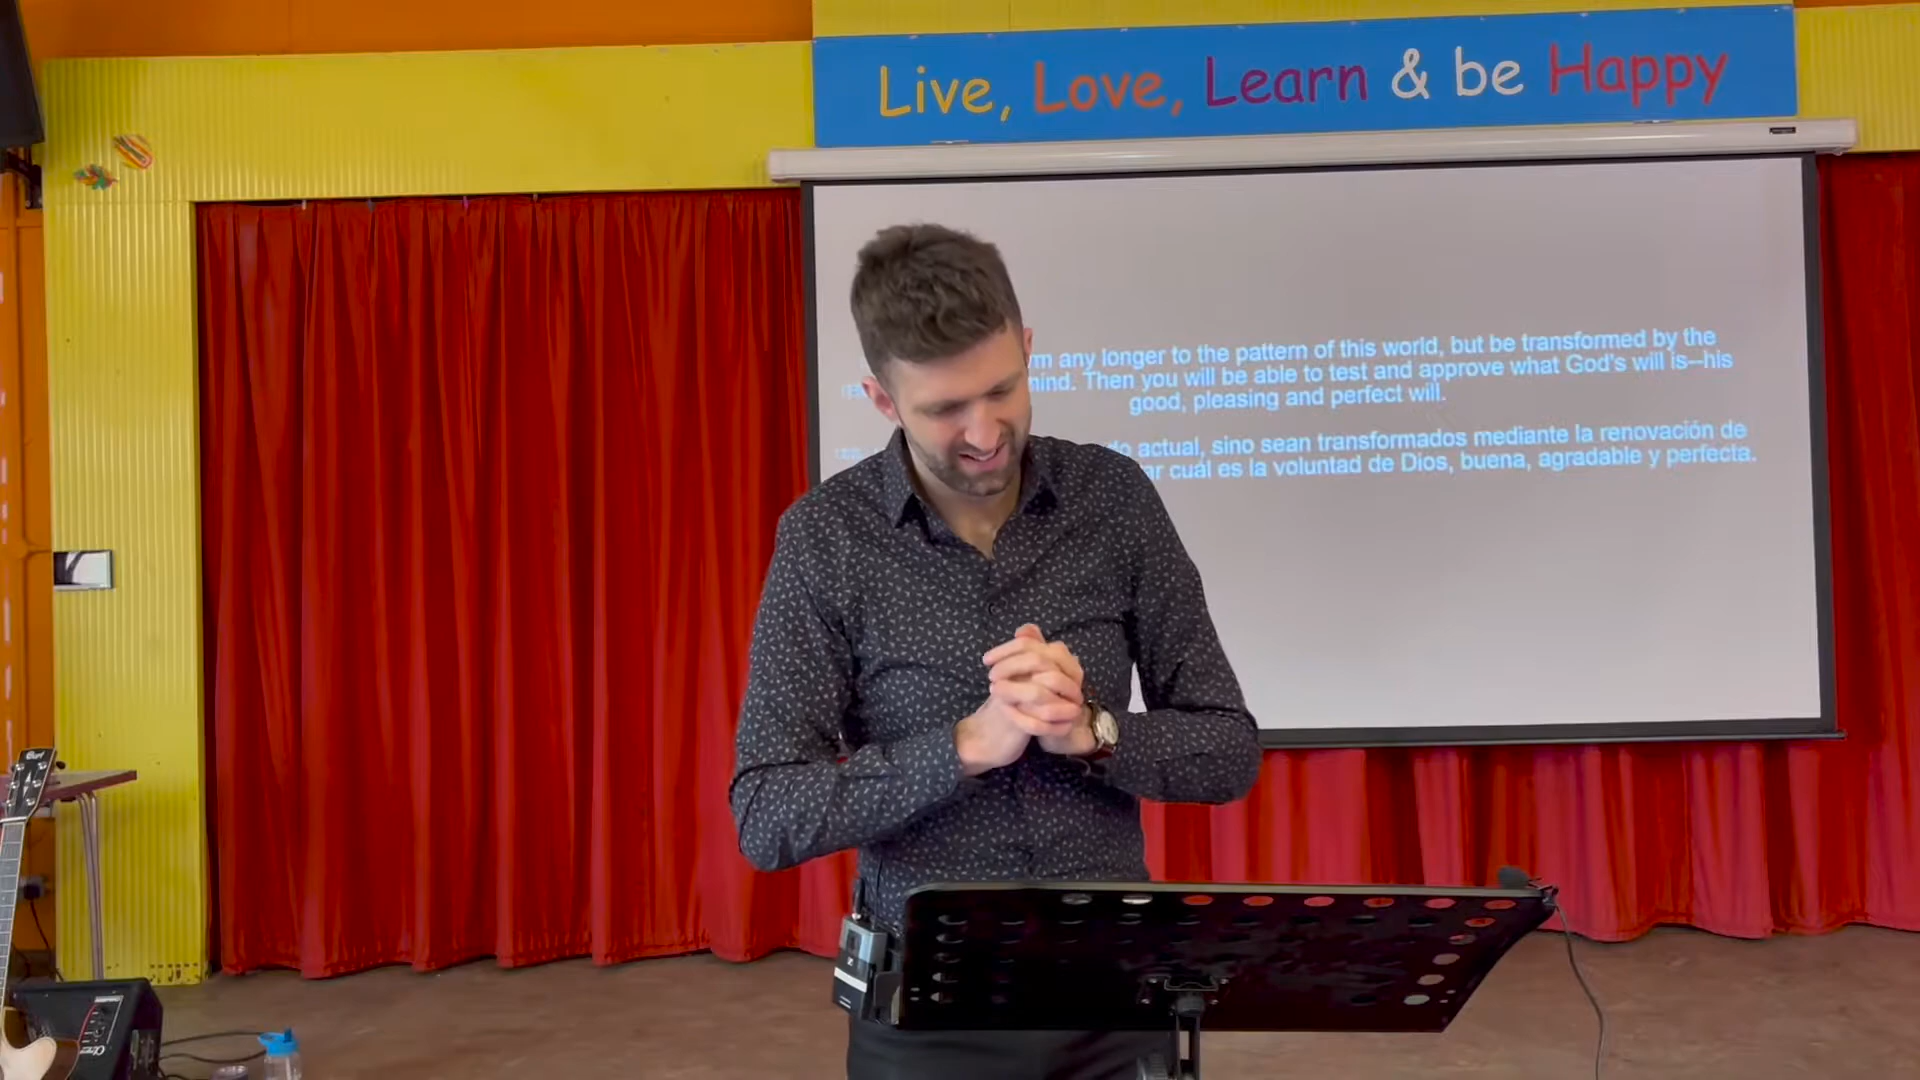 Live, Love, Learn & be Happy
any longer to the pattern of this world, but be transformed by the
mind. Then you will be able to test and approve what God's will is—his
good, pleasing and perfect will.
actual, sino sean transformados mediante la renovación de
cuál es la voluntad de Dios, buena, agradable y perfecta.
Cort